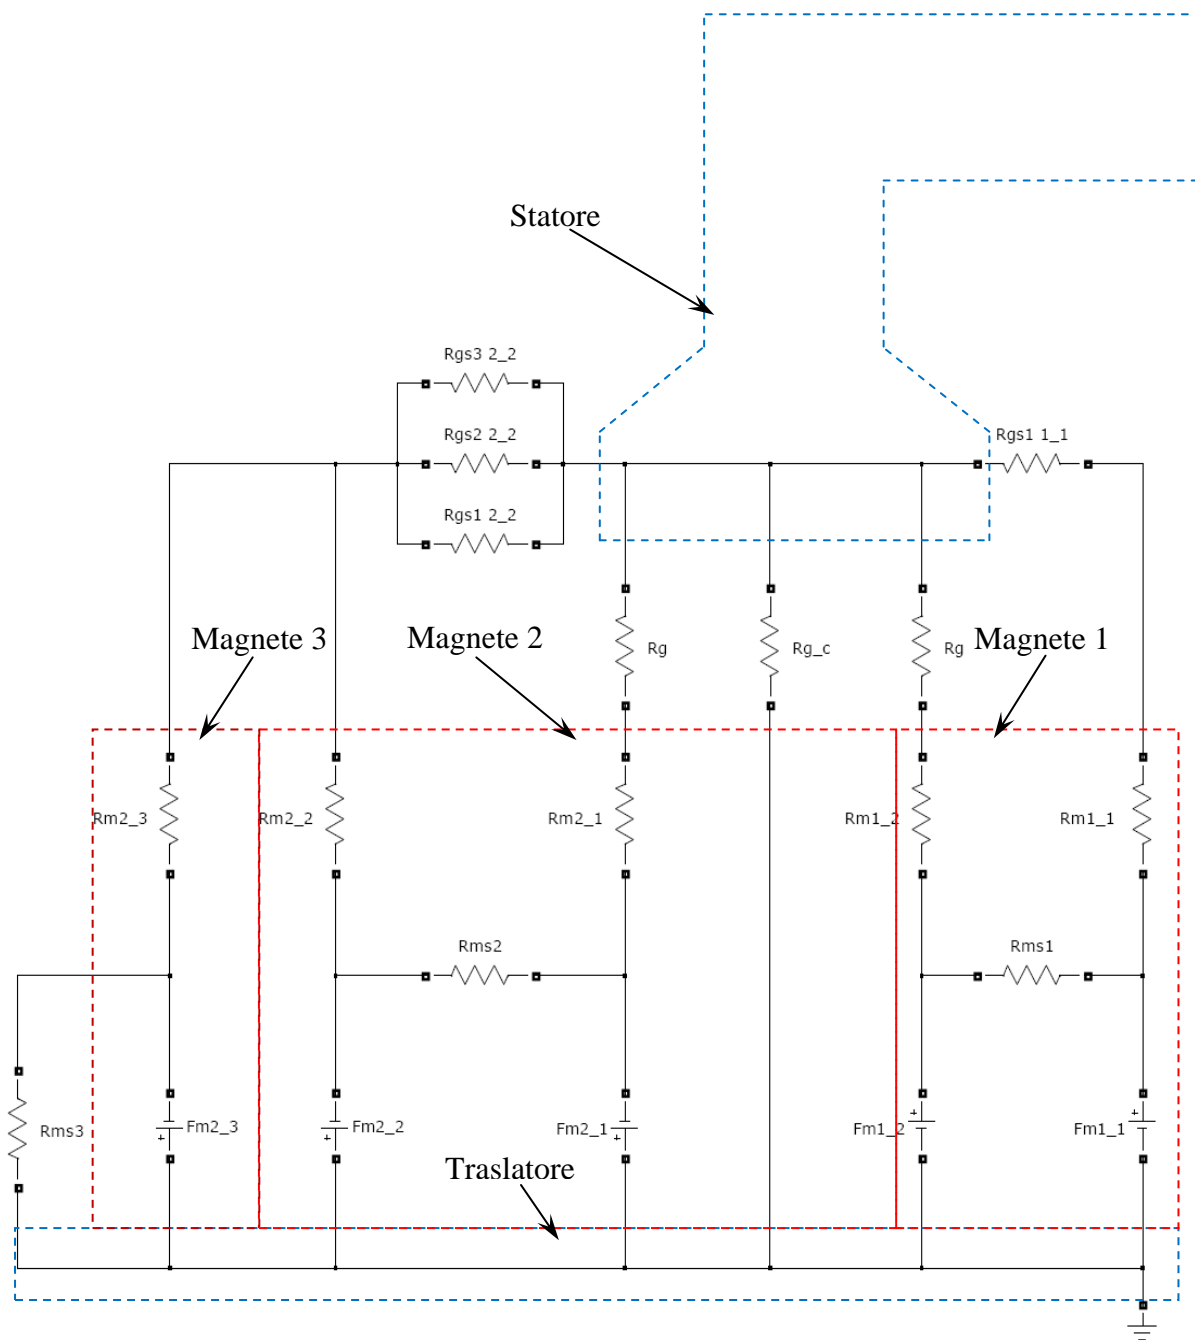 Statore
Rgs3 2_2
Rgs2 2_2
Rgs1 1_1
Rgs1 2_2
Magnete 3
Magnete 2
Magnete 1
Rg
Rg_c
Rg
Rm2_3
Rm2_2
Rm2_1
Rm1_2
Rm1_1
Rms2
Rms1
Rms3
+
Fm2_3
+
Fm2_2
Fm2_1
+
+
Fm1_2
+
Fm1_1
Traslatore